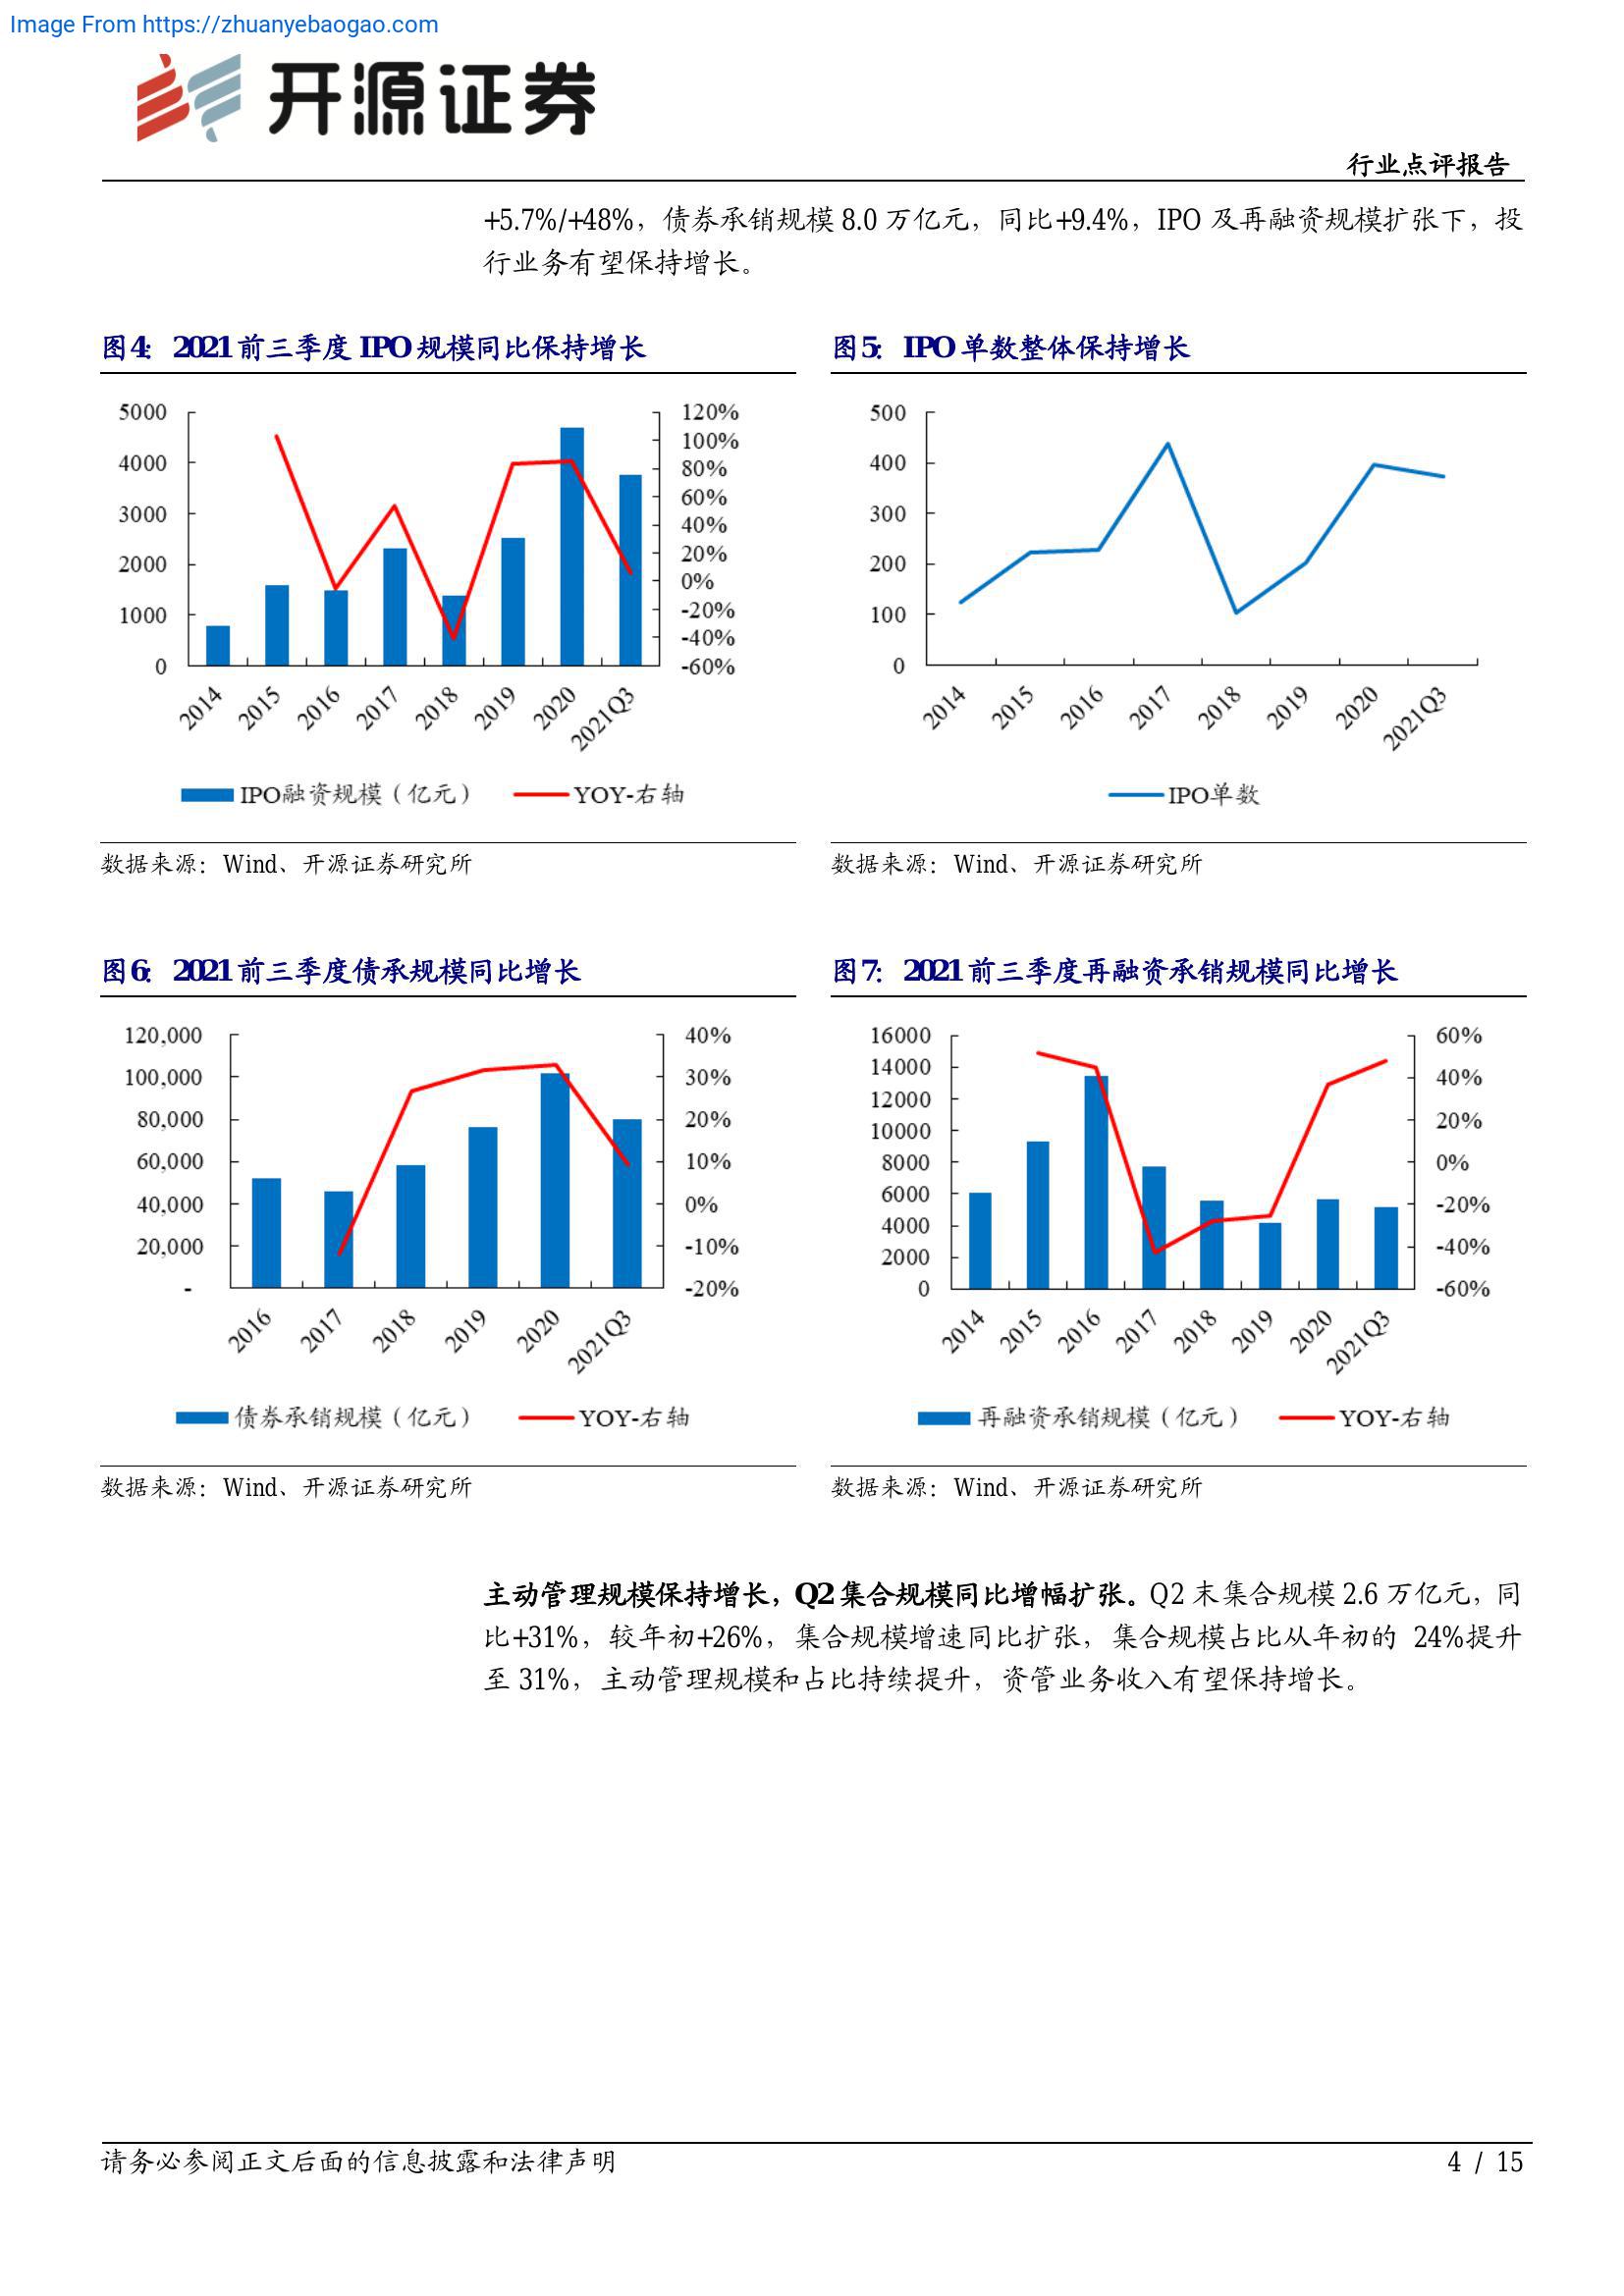 Image From https://zhuanyebaogao.com
开源证券
行业点评报告
+5.7%/+48%，债券承销规模 8.0 万亿元，同比+9.4%，IPO 及再融资规模扩张下，投
行业务有望保持增长。
图4： 2021 前三季度 IPO 规模同比保持增长
5000
4000
3000
2000
1000
0
120%
100%
80%
60%
40%
20%
0%
-20%
-40%
-60%
2014 2015 2016 2017 2018 2019 2020 2021Q3
IPO融资规模（亿元） YOY-右轴
数据来源：Wind、开源证券研究所
图5： IPO 单数整体保持增长
500
400
300
200
100
0
2014 2015 2016 2017 2018 2019 2020 2021Q3
IPO单数
数据来源：Wind、开源证券研究所
图6： 2021 前三季度债承规模同比增长
120,000
100,000
80,000
60,000
40,000
20,000
-
40%
30%
20%
10%
0%
-10%
-20%
2016 2017 2018 2019 2020 2021Q3
债券承销规模（亿元） YOY-右轴
数据来源：Wind、开源证券研究所
图7： 2021 前三季度再融资承销规模同比增长
16000
14000
12000
10000
8000
6000
4000
2000
0
60%
40%
20%
0%
-20%
-40%
-60%
2014 2015 2016 2017 2018 2019 2020 2021Q3
再融资承销规模（亿元） YOY-右轴
数据来源：Wind、开源证券研究所
主动管理规模保持增长，Q2 集合规模同比增幅扩张。Q2 末集合规模 2.6 万亿元，同
比+31%，较年初+26%，集合规模增速同比扩张，集合规模占比从年初的 24%提升
至 31%，主动管理规模和占比持续提升，资管业务收入有望保持增长。
请务必参阅正文后面的信息披露和法律声明
4 / 15